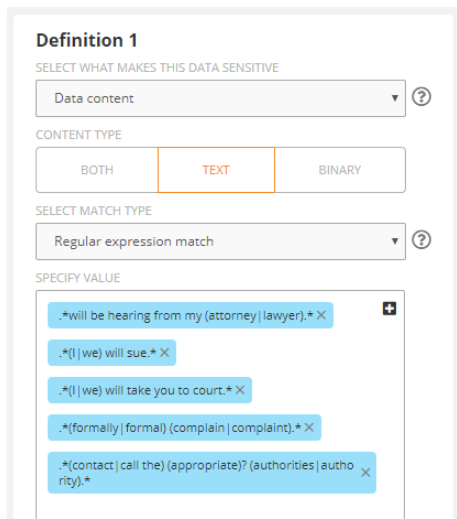 Definition 1
SELECT WHAT MAKES THIS DATA SENSITIVE
Data content
CONTENT TYPE
BOTH TEXT BINARY
SELECT MATCH TYPE
Regular expression match
SPECIFY VALUE
.*will be hearing from my (attorney|lawyer).*
.*(I|we) will sue.*
.*(I|we) will take you to court.*
.*(formally|formal) (complain|complaint).*
.*(contact|call the) (appropriate)? (authorities|autho
rity).*